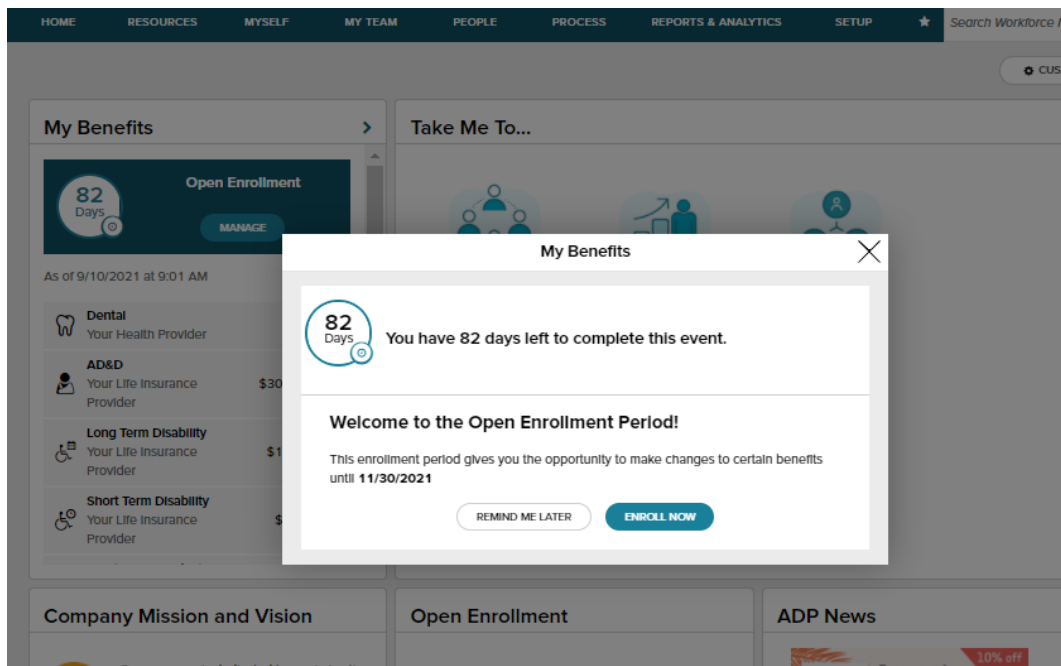 HOME RESOURCES MYSELF MY TEAM PEOPLE PROCESS REPORTS & ANALYTICS SETUP Search Workforce
CUS
My Benefits
Take Me To...
82
Days
Open Enrollment
MANAGE
As of 9/10/2021 at 9:01 AM
Dental
Your Health Provider
AD&D
Your Life Insurance
Provider
$30
Long Term Disability
Your Life Insurance
Provider
$1
Short Term Disability
Your Life Insurance
Provider
$
My Benefits
82
Days
You have 82 days left to complete this event.
Welcome to the Open Enrollment Period!
This enrollment period gives you the opportunity to make changes to certain benefits
until 11/30/2021
REMIND ME LATER
ENROLL NOW
Company Mission and Vision
Open Enrollment
ADP News
10% off